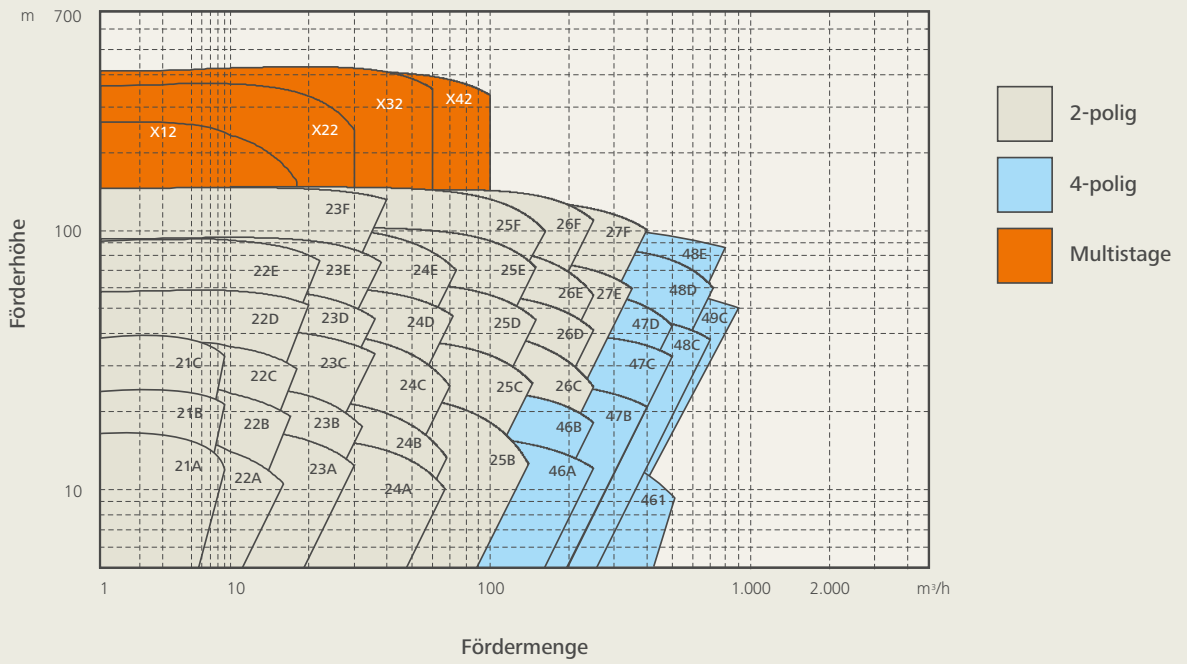 m 700
X32 X42
X12 X22
23F 25F 26F 27F
100
48E
22E 23E 24E 25E
26E 27E 48D
22D 23D 24D 25D 26D 47D 49C
48C
21C 22C 23C 24C 25C 26C 47C
21B 22B 23B 24B 46B 47B
21A 22A 23A 24A 25B 46A
10
461
1 10 100 1.000 2.000 m³/h
Förderhöhe
Fördermenge
2-polig
4-polig
Multistage